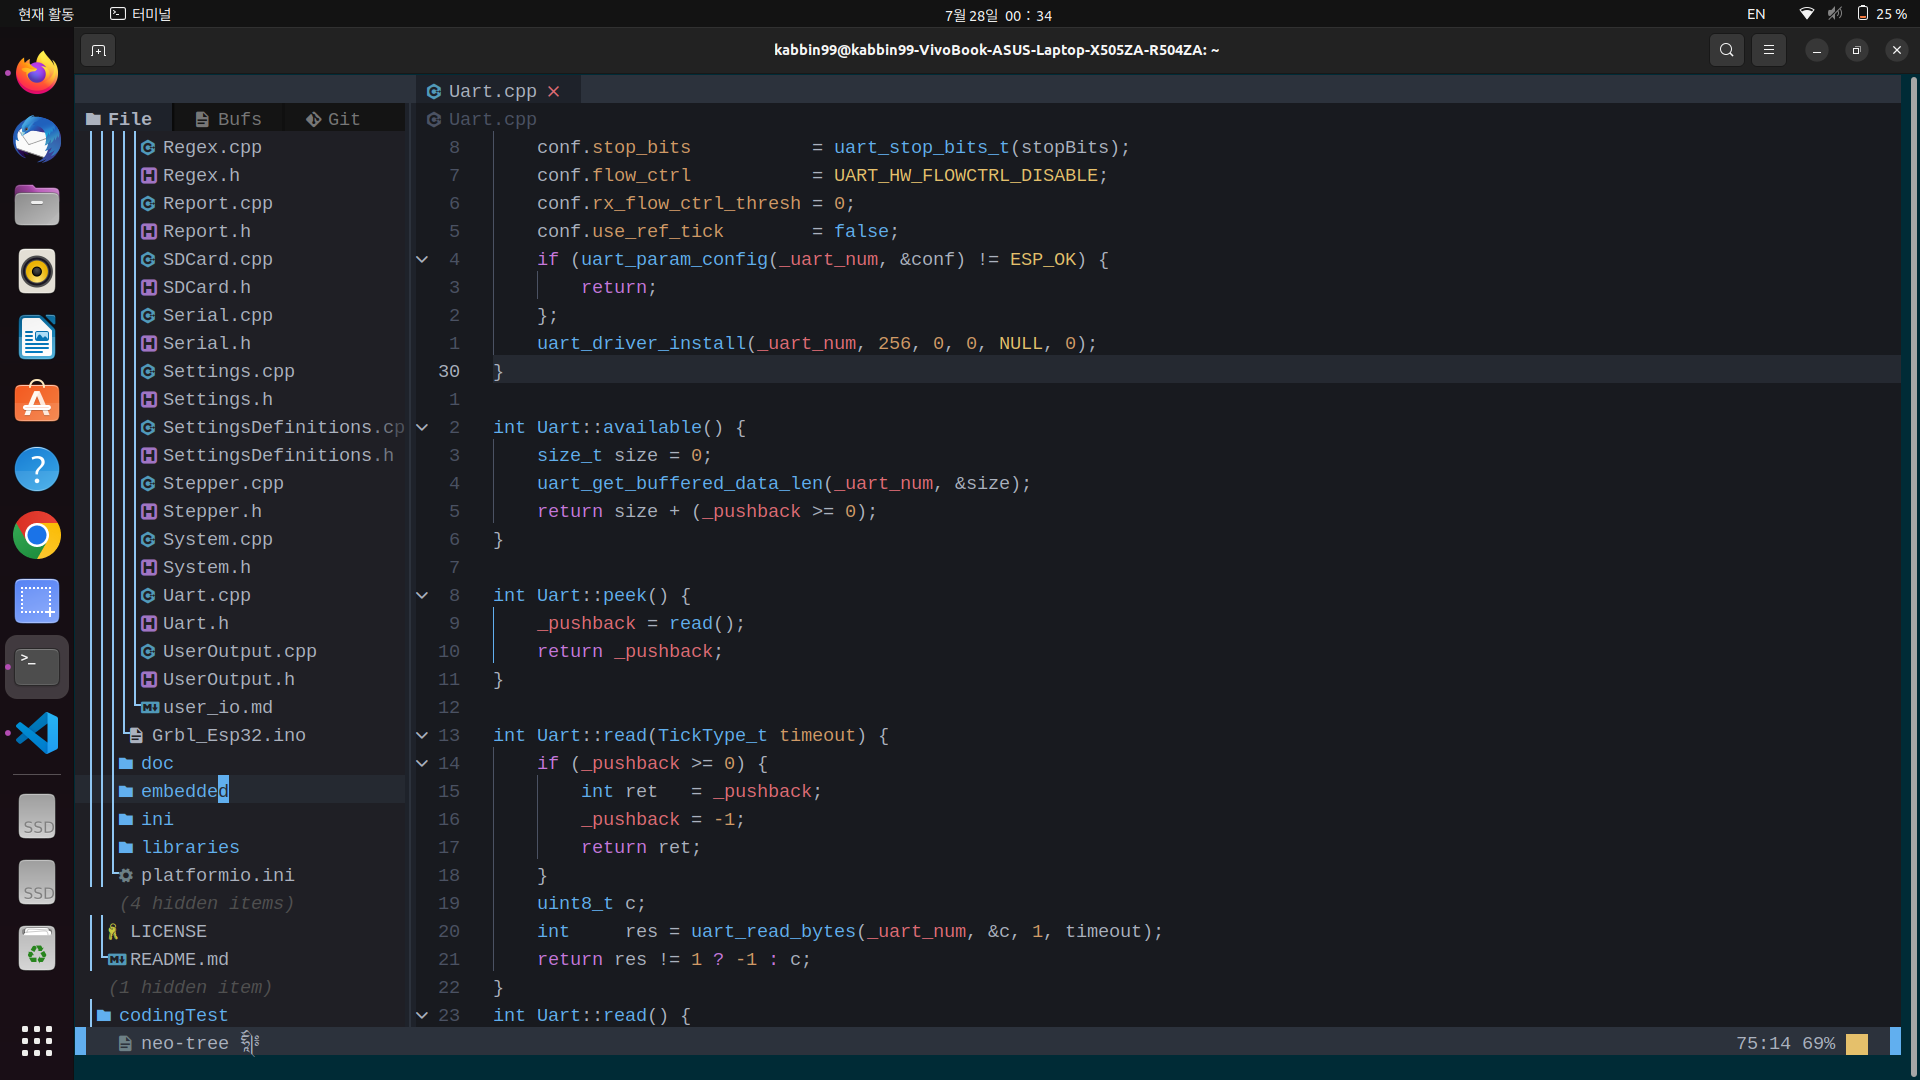 현재 활동 터미널 7월 28일 00 : 34 EN 25 %
kabbin99@kabbin99-VivoBook-ASUS-Laptop-X505ZA-R504ZA: ~
Uart.cpp
File Bufs Git
Regex.cpp
Regex.h
Report.cpp
Report.h
SDCard.cpp
SDCard.h
Serial.cpp
Serial.h
Settings.cpp
Settings.h
SettingsDefinitions.cp
SettingsDefinitions.h
Stepper.cpp
Stepper.h
System.cpp
System.h
Uart.cpp
Uart.h
UserOutput.cpp
UserOutput.h
user_io.md
Grbl_Esp32.ino
doc
embedded
ini
libraries
platformio.ini
(4 hidden items)
LICENSE
README.md
(1 hidden item)
codingTest
Uart.cpp
8 conf.stop_bits = uart_stop_bits_t(stopBits);
7 conf.flow_ctrl = UART_HW_FLOWCTRL_DISABLE;
6 conf.rx_flow_ctrl_thresh = 0;
5 conf.use_ref_tick = false;
4 if (uart_param_config(_uart_num, &conf) != ESP_OK) {
3 return;
2 };
1 uart_driver_install(_uart_num, 256, 0, 0, NULL, 0);
30 }
1
2 int Uart::available() {
3 size_t size = 0;
4 uart_get_buffered_data_len(_uart_num, &size);
5 return size + (_pushback >= 0);
6 }
7
8 int Uart::peek() {
9 _pushback = read();
10 return _pushback;
11 }
12
13 int Uart::read(TickType_t timeout) {
14 if (_pushback >= 0) {
15 int ret = _pushback;
16 _pushback = -1;
17 return ret;
18 }
19 uint8_t c;
20 int res = uart_read_bytes(_uart_num, &c, 1, timeout);
21 return res != 1 ? -1 : c;
22 }
23 int Uart::read() {
neo-tree 75:14 69%
SSD
SSD